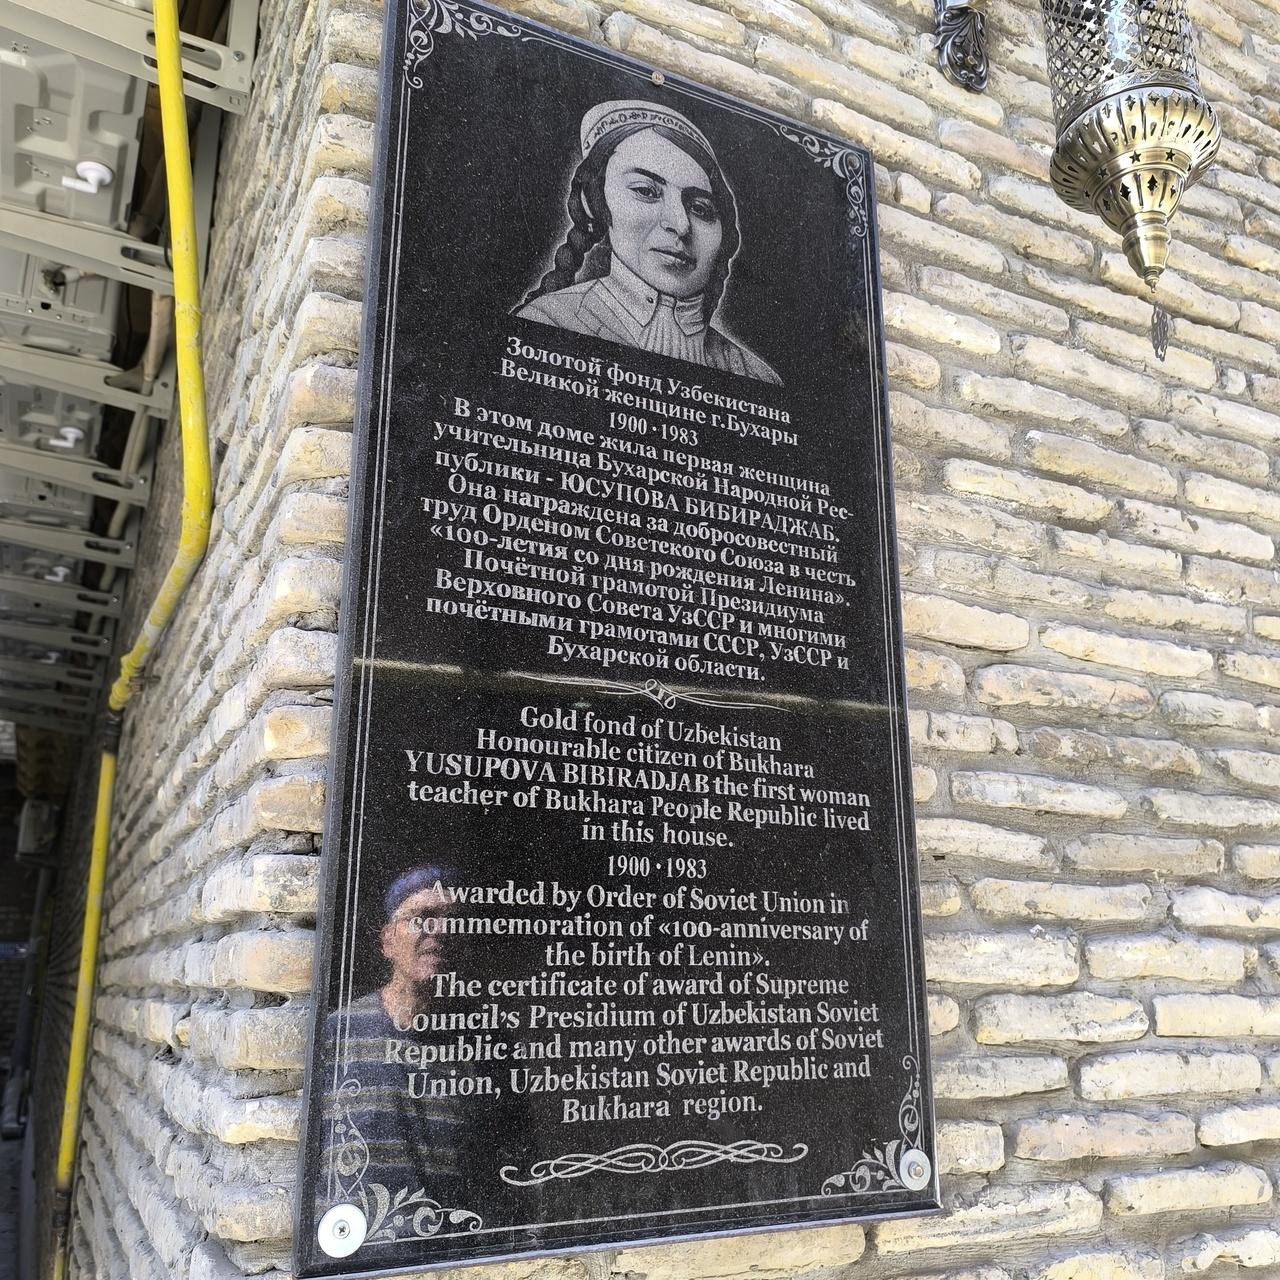 Золотой фонд Узбекистана
Великой женщине г.Бухары
1900·1983
В этом доме жила первая женщина
учительница Бухарской Народной Рес-
публики - ЮСУПОВА БИБИРАДЖАБ.
Она награждена за добросовестный
труд Орденом Советского Союза в честь
«100-летия со дня рождения Ленина».
Почётной грамотой Президиума
Верховного Совета УзССР и многими
почётными грамотами СССР, УзССР и
Бухарской области.
Gold fond of Uzbekistan
Honourable citizen of Bukhara
YUSUPOVA BIBIRADJAB the first woman
teacher of Bukhara People Republic lived
in this house.
1900·1983
Awarded by Order of Soviet Union in
commemoration of «100-anniversary of
the birth of Lenin».
The certificate of award of Supreme
Council's Presidium of Uzbekistan Soviet
Republic and many other awards of Soviet
Union, Uzbekistan Soviet Republic and
Bukhara region.